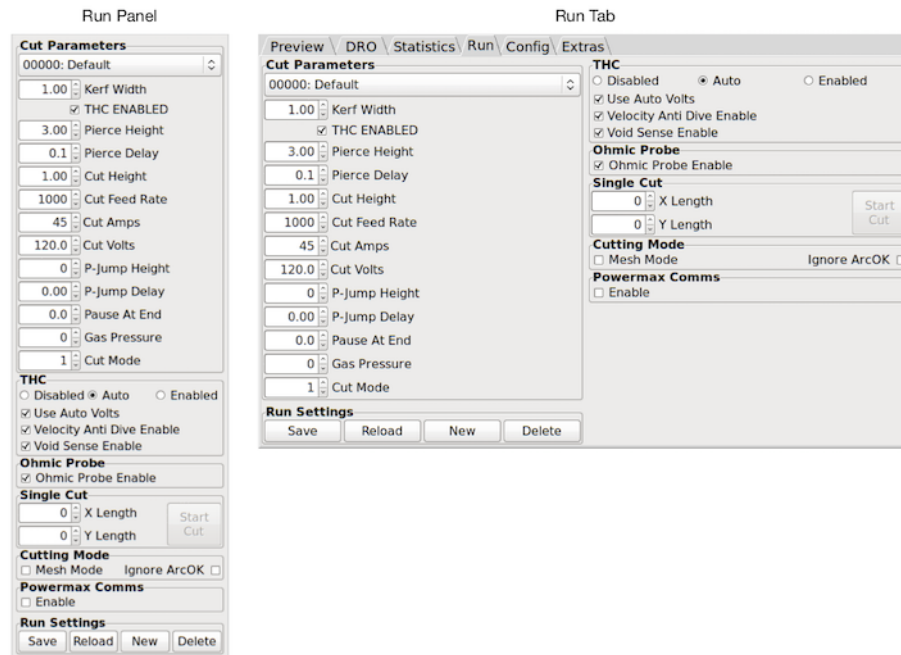 Run Panel
Cut Parameters
00000: Default
1.00 Kerf Width
THC ENABLED
3.00 Pierce Height
0.1 Pierce Delay
1.00 Cut Height
1000 Cut Feed Rate
45 Cut Amps
120.0 Cut Volts
0 P-Jump Height
0.00 P-Jump Delay
0.0 Pause At End
0 Gas Pressure
1 Cut Mode
THC
Disabled Auto Enabled
Use Auto Volts
Velocity Anti Dive Enable
Void Sense Enable
Ohmic Probe
Ohmic Probe Enable
Single Cut
0 X Length
0 Y Length
Start
Cut
Cutting Mode
Mesh Mode Ignore ArcOK
Powermax Comms
Enable
Run Settings
Save Reload New Delete
Run Tab
Preview DRO Statistics Run Config Extras
Cut Parameters
00000: Default
1.00 Kerf Width
THC ENABLED
3.00 Pierce Height
0.1 Pierce Delay
1.00 Cut Height
1000 Cut Feed Rate
45 Cut Amps
120.0 Cut Volts
0 P-Jump Height
0.00 P-Jump Delay
0.0 Pause At End
0 Gas Pressure
1 Cut Mode
Run Settings
Save Reload New Delete
THC
Disabled Auto Enabled
Use Auto Volts
Velocity Anti Dive Enable
Void Sense Enable
Ohmic Probe
Ohmic Probe Enable
Single Cut
0 X Length
0 Y Length
Start
Cut
Cutting Mode
Mesh Mode Ignore ArcOK
Powermax Comms
Enable